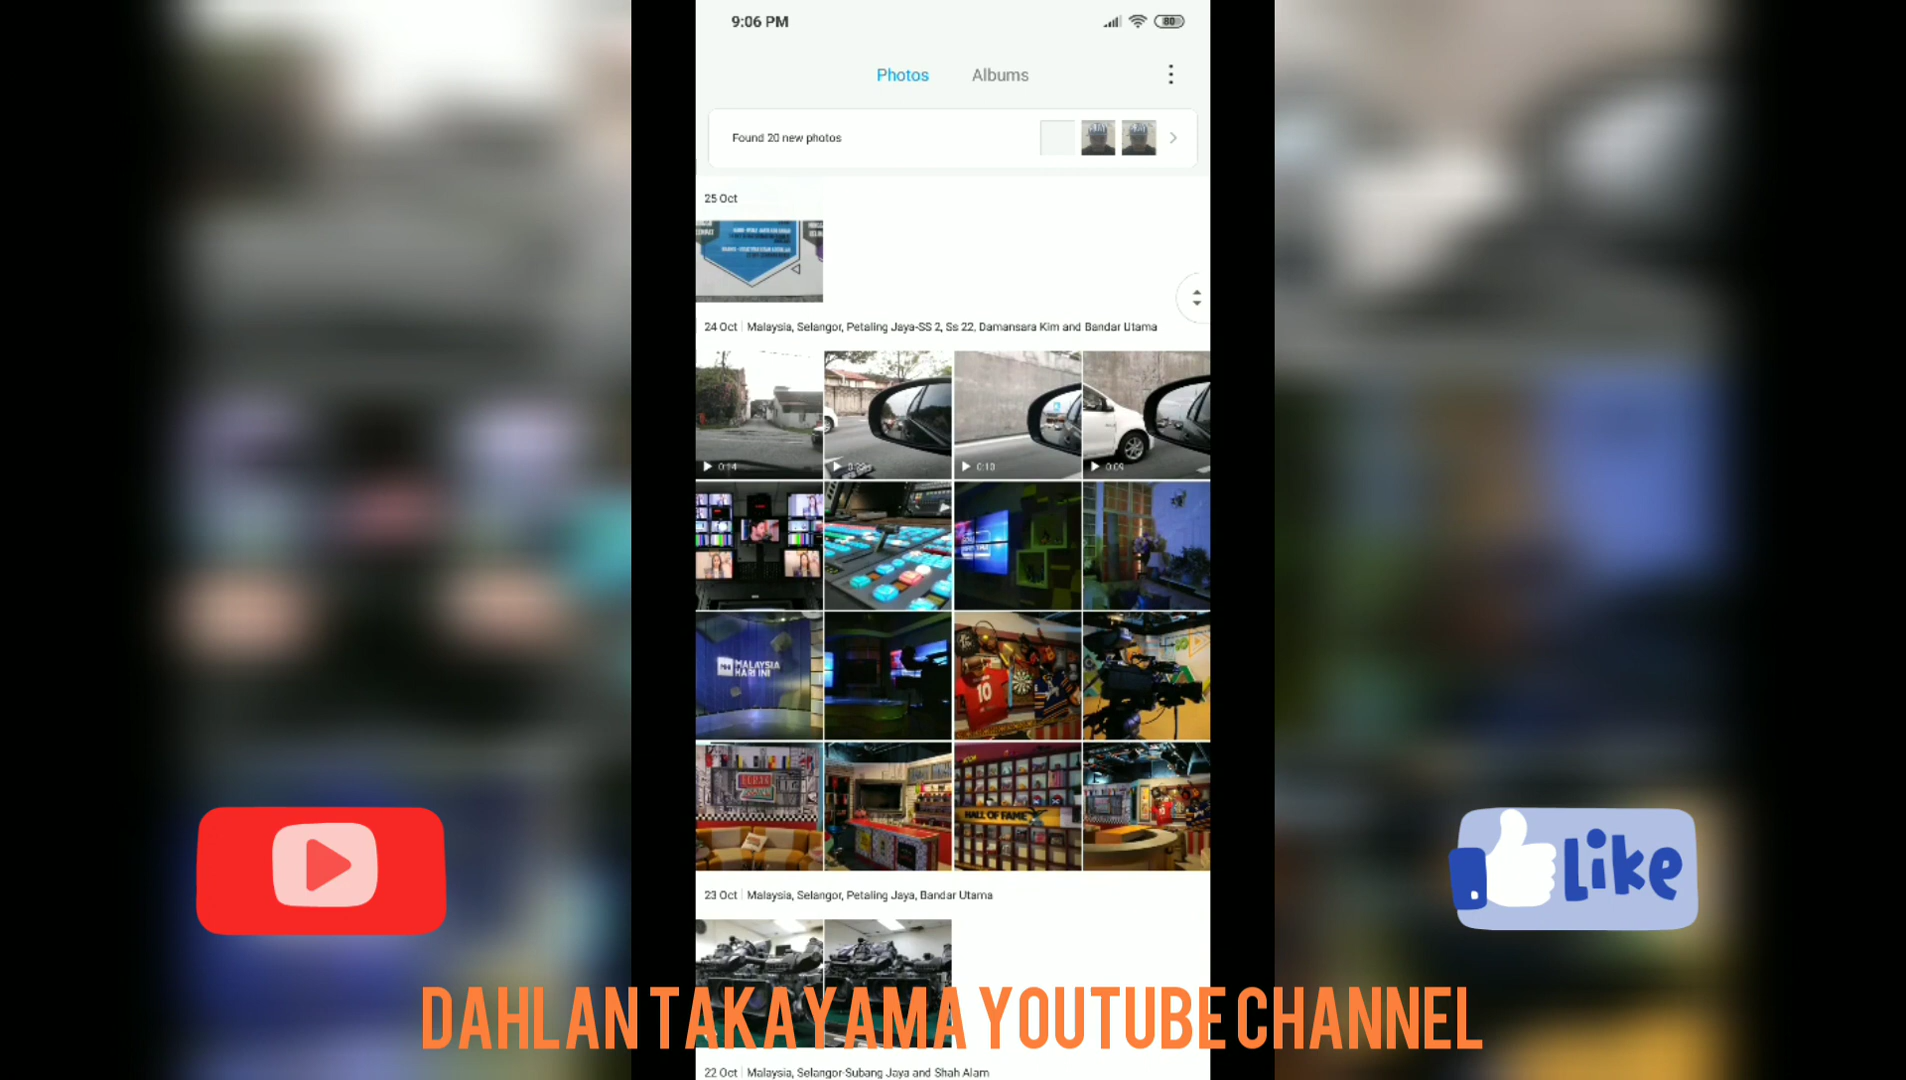 9:06 PM
80
Photos
Albums
Found 20 new photos
25 Oct
24 Oct | Malaysia, Selangor, Petaling Jaya-SS 2, Ss 22, Damansara Kim and Bandar Utama
0:14
0:10
0:09
MALAYSIA
HARI INI
10
HALL OF FAME
Like
23 Oct | Malaysia, Selangor, Petaling Jaya, Bandar Utama
DAHLAN TAKAYAMA YOUTUBE CHANNEL
22 Oct | Malaysia, Selangor-Subang Jaya and Shah Alam